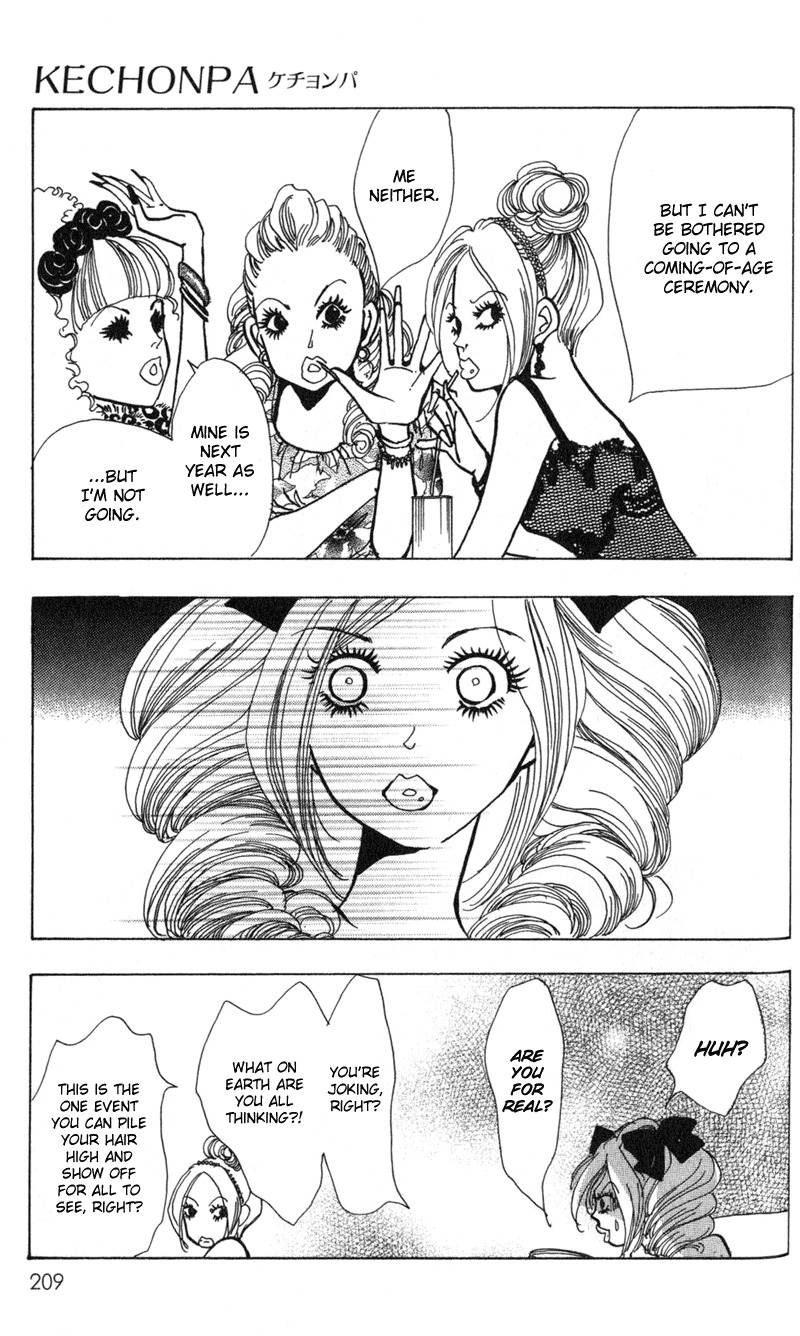 KECHONPA ケチョンパ
BUT I CAN'T
BE BOTHERED
GOING TO A
COMING-OF-AGE
CEREMONY.
ME
NEITHER.
MINE IS
NEXT
YEAR AS
WELL...
...BUT
I'M NOT
GOING.
HUH?
ARE
YOU
FOR
REAL?
YOU'RE
JOKING,
RIGHT?
WHAT ON
EARTH ARE
YOU ALL
THINKING?!
THIS IS THE
ONE EVENT
YOU CAN PILE
YOUR HAIR
HIGH AND
SHOW OFF
FOR ALL TO
SEE, RIGHT?
209